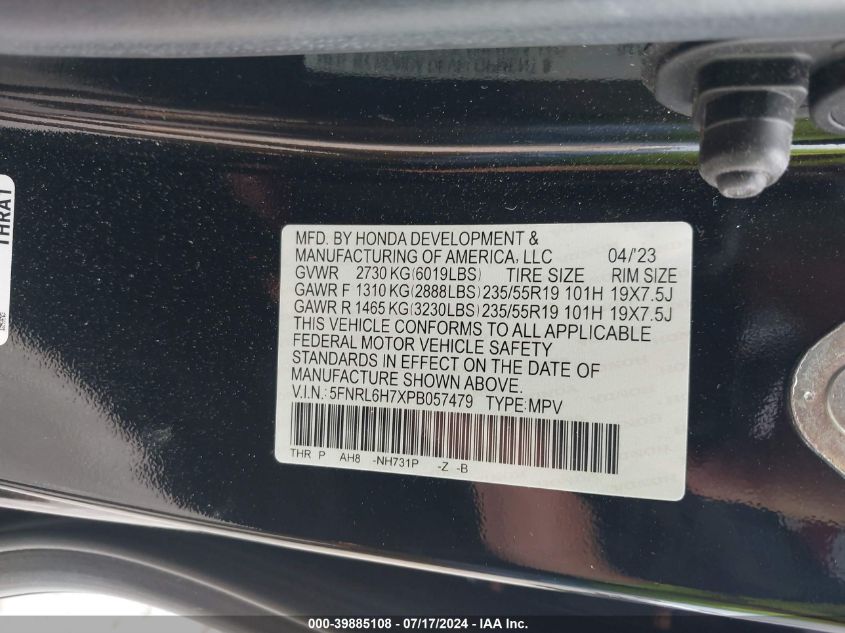 THRA1
MFD. BY HONDA DEVELOPMENT &
MANUFACTURING OF AMERICA, LLC 04/'23
GVWR 2730 KG (6019LBS) TIRE SIZE RIM SIZE
GAWR F 1310 KG (2888LBS) 235/55R19 101H 19X7.5J
GAWR R 1465 KG (3230LBS) 235/55R19 101H 19X7.5J
THIS VEHICLE CONFORMS TO ALL APPLICABLE
FEDERAL MOTOR VEHICLE SAFETY
STANDARDS IN EFFECT ON THE DATE OF
MANUFACTURE SHOWN ABOVE.
V.I.N.: 5FNRL6H7XPB057479 TYPE: MPV
THR P AH8 -NH731P -Z -B
000-39885108 - 07/17/2024 - IAA Inc.